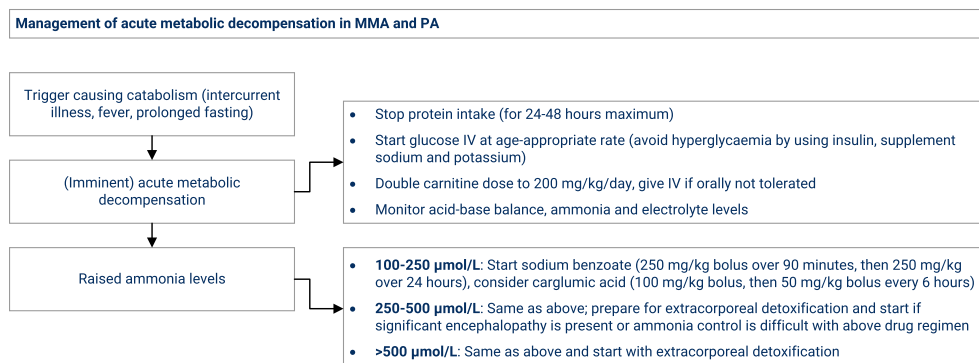 Management of acute metabolic decompensation in MMA and PA
Trigger causing catabolism (intercurrent
illness, fever, prolonged fasting)
(Imminent) acute metabolic
decompensation
• Stop protein intake (for 24-48 hours maximum)
• Start glucose IV at age-appropriate rate (avoid hyperglycaemia by using insulin, supplement
sodium and potassium)
• Double carnitine dose to 200 mg/kg/day, give IV if orally not tolerated
• Monitor acid-base balance, ammonia and electrolyte levels
Raised ammonia levels
• 100-250 µmol/L: Start sodium benzoate (250 mg/kg bolus over 90 minutes, then 250 mg/kg
over 24 hours), consider carglumic acid (100 mg/kg bolus, then 50 mg/kg bolus every 6 hours)
• 250-500 µmol/L: Same as above; prepare for extracorporeal detoxification and start if
significant encephalopathy is present or ammonia control is difficult with above drug regimen
• >500 µmol/L: Same as above and start with extracorporeal detoxification